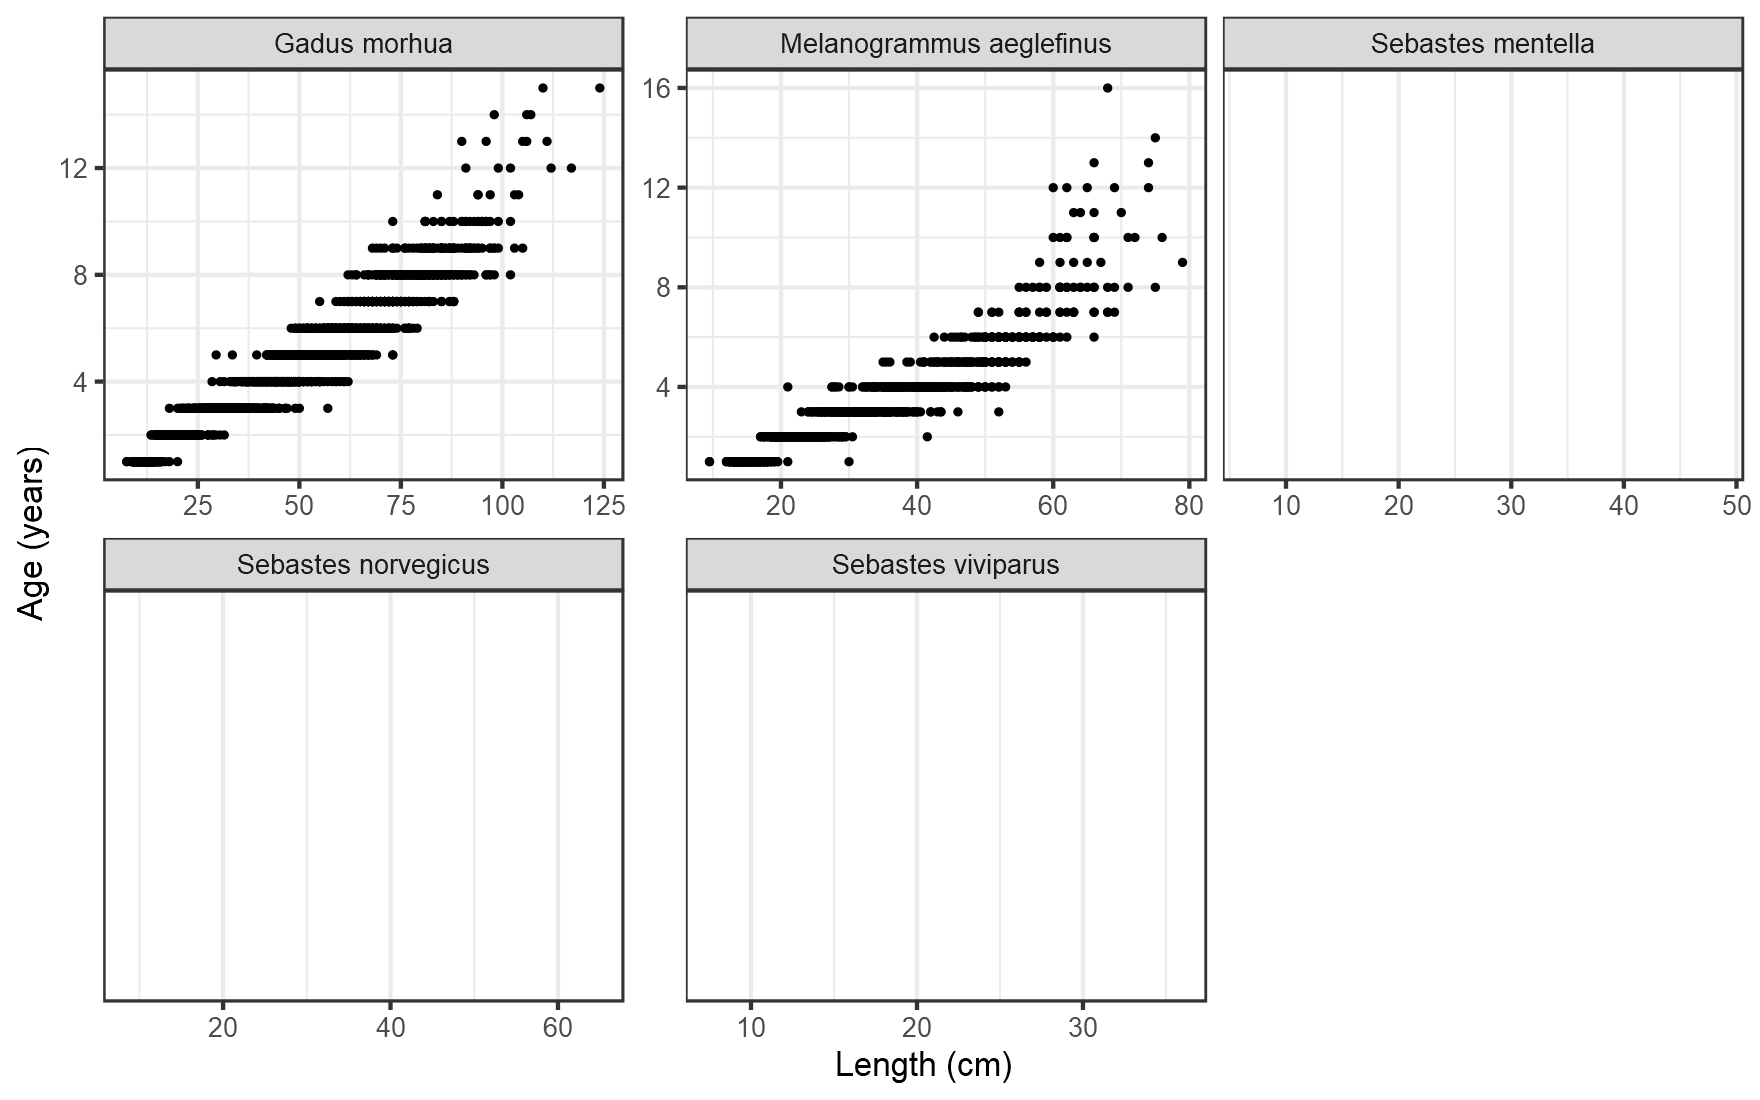 Gadus morhua
Melanogrammus aeglefinus
Sebastes mentella
16
12
8
4
12
8
4
25 50 75 100 125
20 40 60 80
10 20 30 40 50
Age (years)
Sebastes norvegicus
Sebastes viviparus
20 40 60
10 20 30
Length (cm)